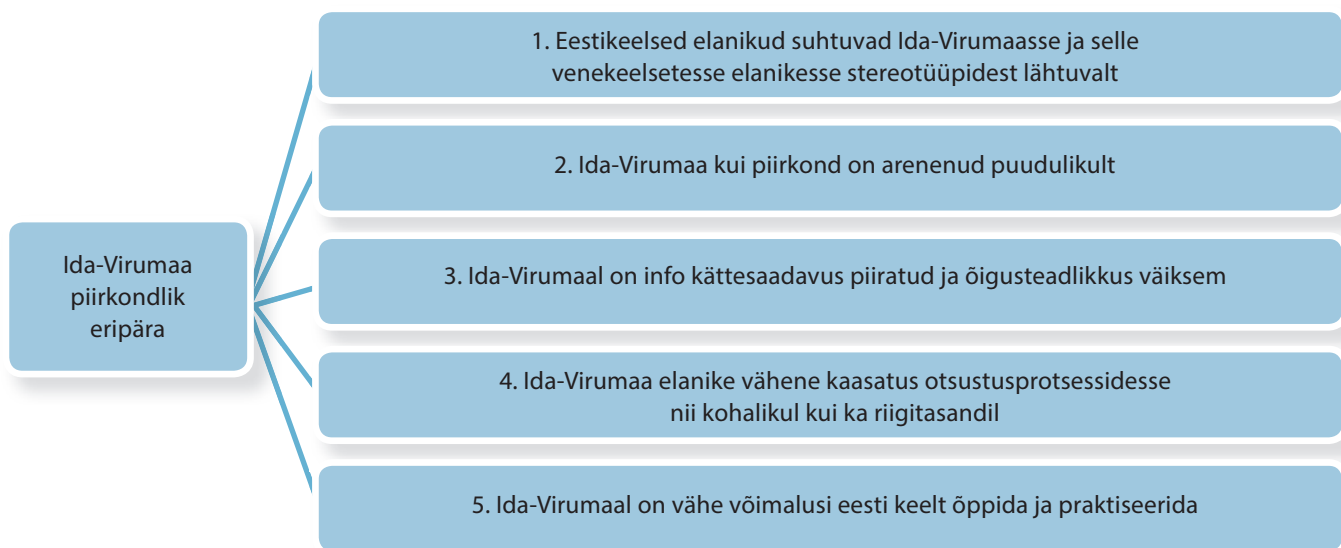 Ida-Virumaa
piirkondlik
eripära
1. Eestikeelsed elanikud suhtuvad Ida-Virumaasse ja selle
venekeelsetesse elanikesse stereotüüpidest lähtuvalt
2. Ida-Virumaa kui piirkond on arenenud puudulikult
3. Ida-Virumaal on info kättesaadavus piiratud ja õigusteadlikkus väiksem
4. Ida-Virumaa elanike vähene kaasatus otsustusprotsessidesse
nii kohalikul kui ka riigitasandil
5. Ida-Virumaal on vähe võimalusi eesti keelt õppida ja praktiseerida